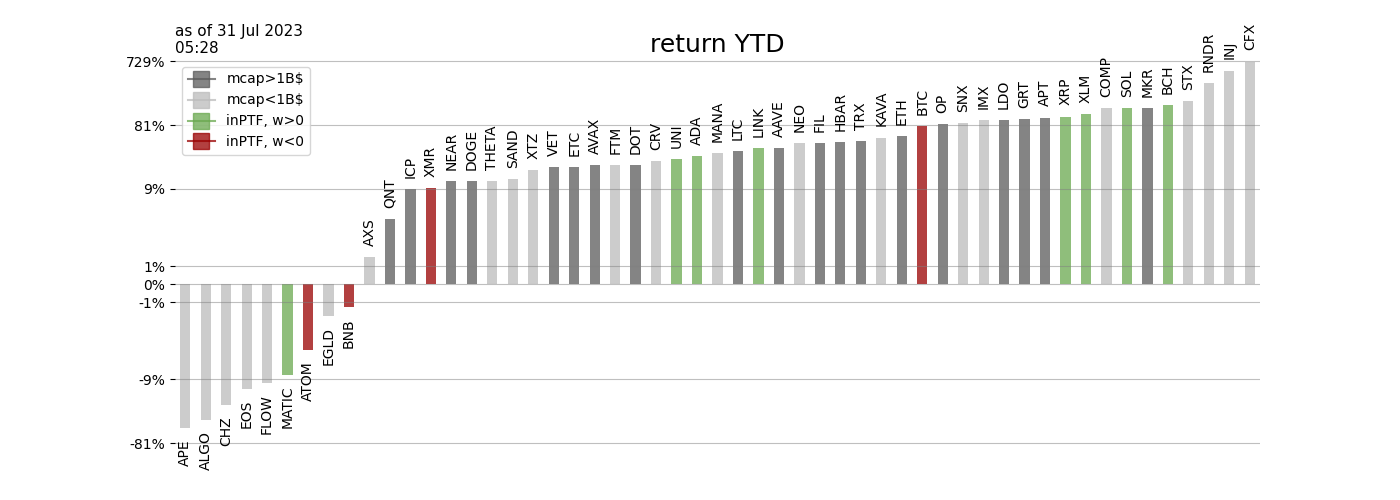 as of 31 Jul 2023
05:28
return YTD
729%
81%
9%
1%
0%
-1%
-9%
-81%
mcap>1B$
mcap<1B$
inPTF, w>0
inPTF, w<0
APE
ALGO
CHZ
EOS
FLOW
MATIC
ATOM
EGLD
BNB
AXS
QNT
ICP
XMR
NEAR
DOGE
THETA
SAND
XTZ
VET
ETC
AVAX
FTM
DOT
CRV
UNI
ADA
MANA
LTC
LINK
AAVE
NEO
FIL
HBAR
TRX
KAVA
ETH
BTC
OP
SNX
IMX
LDO
GRT
APT
XRP
XLM
COMP
SOL
MKR
BCH
STX
RNDR
INJ
CFX